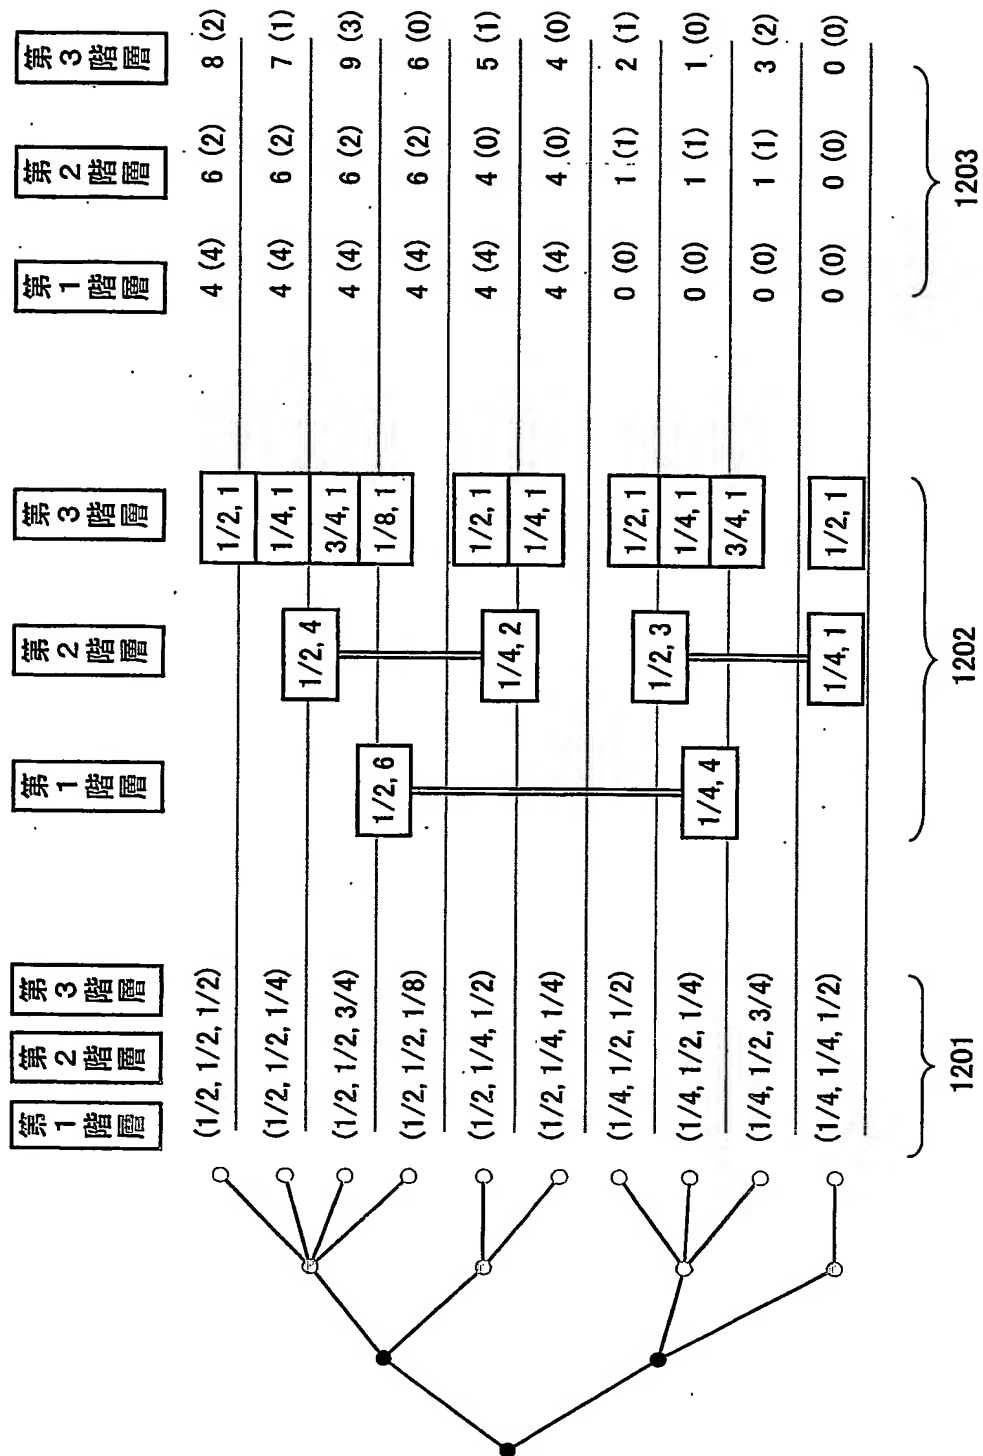 第1階層
第2階層
第3階層
(1/2, 1/2, 1/2)
(1/2, 1/2, 1/4)
(1/2, 1/2, 3/4)
(1/2, 1/2, 1/8)
(1/2, 1/4, 1/2)
(1/2, 1/4, 1/4)
(1/4, 1/2, 1/2)
(1/4, 1/2, 1/4)
(1/4, 1/2, 3/4)
(1/4, 1/4, 1/2)
1201
第1階層
第2階層
第3階層
1/2, 6
1/4, 4
1/2, 4
1/4, 2
1/2, 3
1/4, 1
1/2, 1
1/4, 1
3/4, 1
1/8, 1
1/2, 1
1/4, 1
1/2, 1
1/4, 1
3/4, 1
1/2, 1
1202
第1階層
第2階層
第3階層
4 (4) 6 (2) 8 (2)
4 (4) 6 (2) 7 (1)
4 (4) 6 (2) 9 (3)
4 (4) 6 (2) 6 (0)
4 (4) 4 (0) 5 (1)
4 (4) 4 (0) 4 (0)
0 (0) 1 (1) 2 (1)
0 (0) 1 (1) 1 (0)
0 (0) 1 (1) 3 (2)
0 (0) 0 (0) 0 (0)
1203